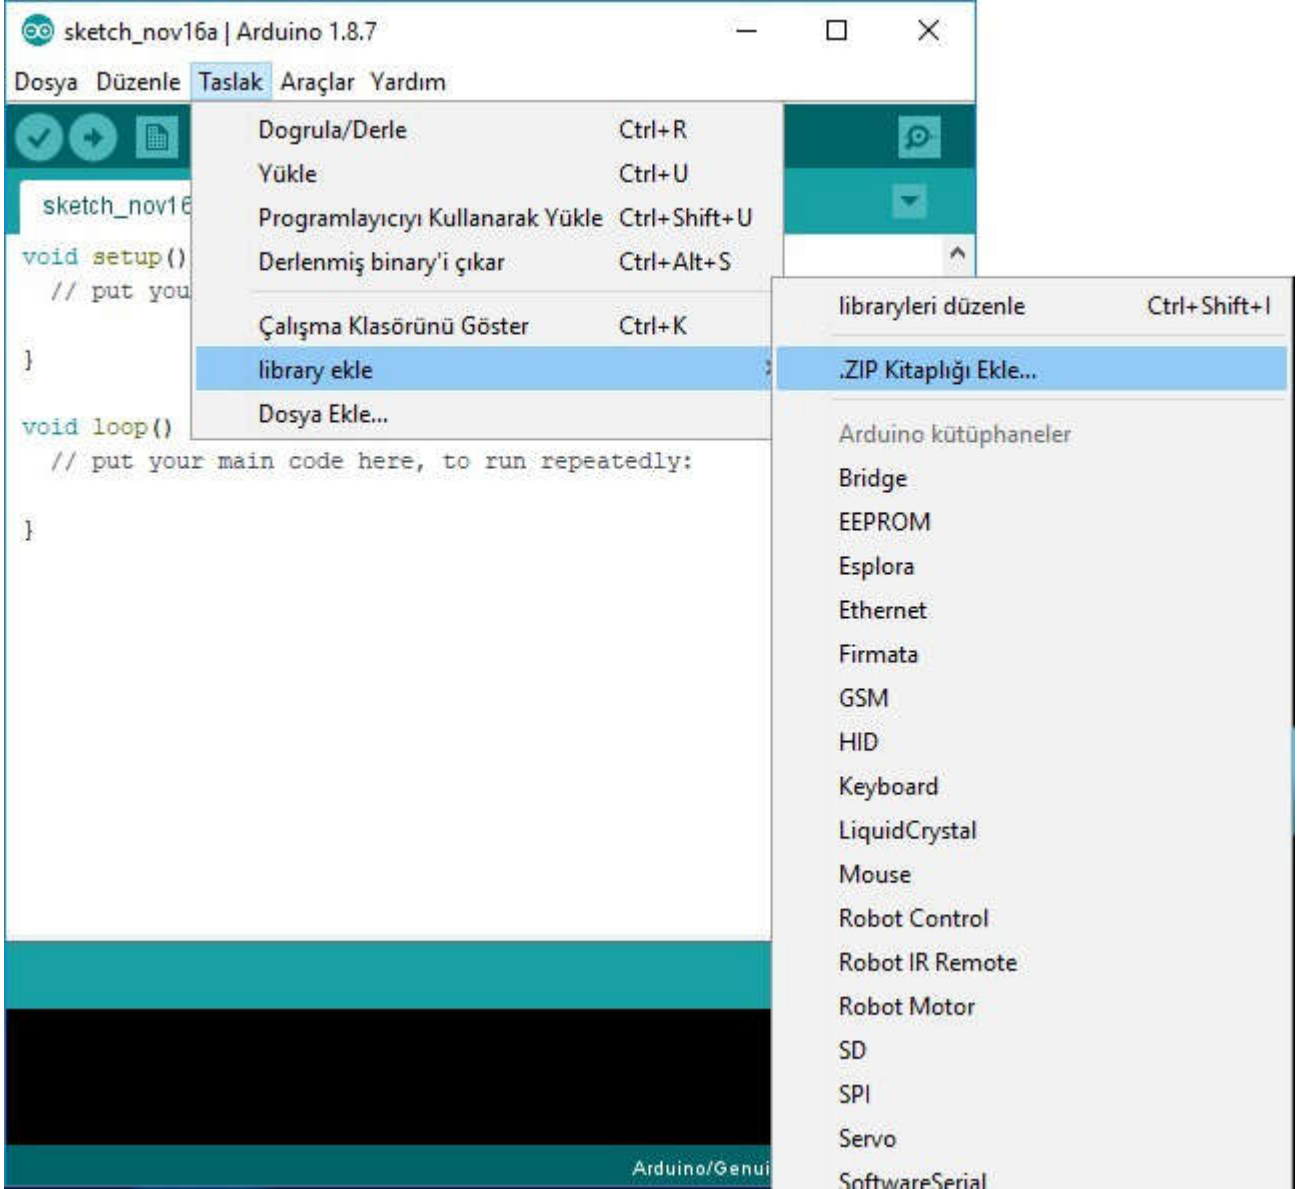 sketch_nov16a | Arduino 1.8.7
Dosya Düzenle Taslak Araçlar Yardım
Dogrula/Derle Ctrl+R
Yükle Ctrl+U
sketch_nov16
Programlayıcıyı Kullanarak Yükle Ctrl+Shift+U
void setup()
Derlenmiş binary'i çıkar Ctrl+Alt+S
// put you
libraryleri düzenle Ctrl+Shift+I
Çalışma Klasörünü Göster Ctrl+K
}
library ekle
.ZIP Kitaplığı Ekle...
Dosya Ekle...
void loop()
Arduino kütüphaneler
// put your main code here, to run repeatedly:
Bridge
}
EEPROM
Esplora
Ethernet
Firmata
GSM
HID
Keyboard
LiquidCrystal
Mouse
Robot Control
Robot IR Remote
Robot Motor
SD
SPI
Servo
Arduino/Genui
SoftwareSerial